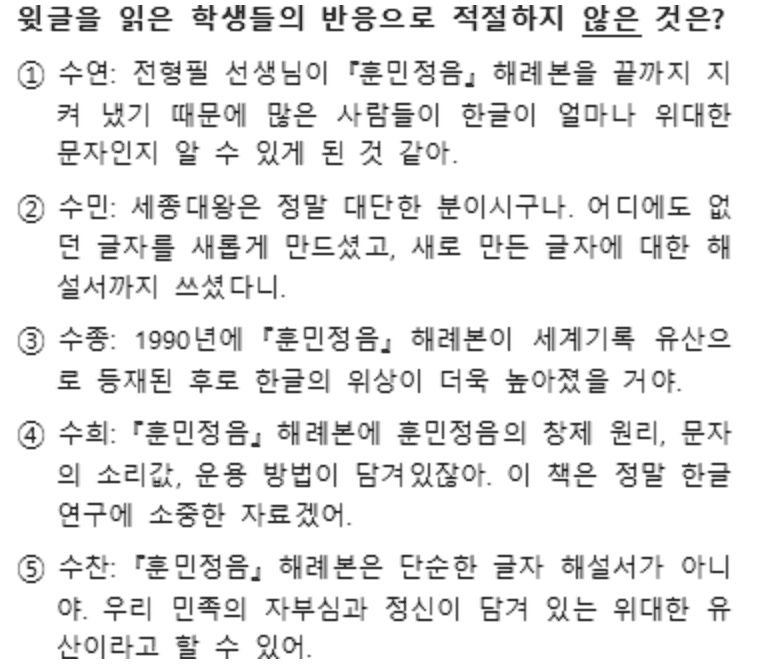 윗글을 읽은 학생들의 반응으로 적절하지 않은 것은?
① 수연: 전형필 선생님이 『훈민정음』 해례본을 끝까지 지
켜 냈기 때문에 많은 사람들이 한글이 얼마나 위대한
문자인지 알 수 있게 된 것 같아.
② 수민: 세종대왕은 정말 대단한 분이시구나. 어디에도 없
던 글자를 새롭게 만드셨고, 새로 만든 글자에 대한 해
설서까지 쓰셨다니.
③ 수종: 1990년에 『훈민정음』 해례본이 세계기록 유산으
로 등재된 후로 한글의 위상이 더욱 높아졌을 거야.
④ 수희: 『훈민정음』 해례본에 훈민정음의 창제 원리, 문자
의 소리값, 운용 방법이 담겨있잖아. 이 책은 정말 한글
연구에 소중한 자료겠어.
⑤ 수찬: 『훈민정음』 해례본은 단순한 글자 해설서가 아니
야. 우리 민족의 자부심과 정신이 담겨 있는 위대한 유
산이라고 할 수 있어.